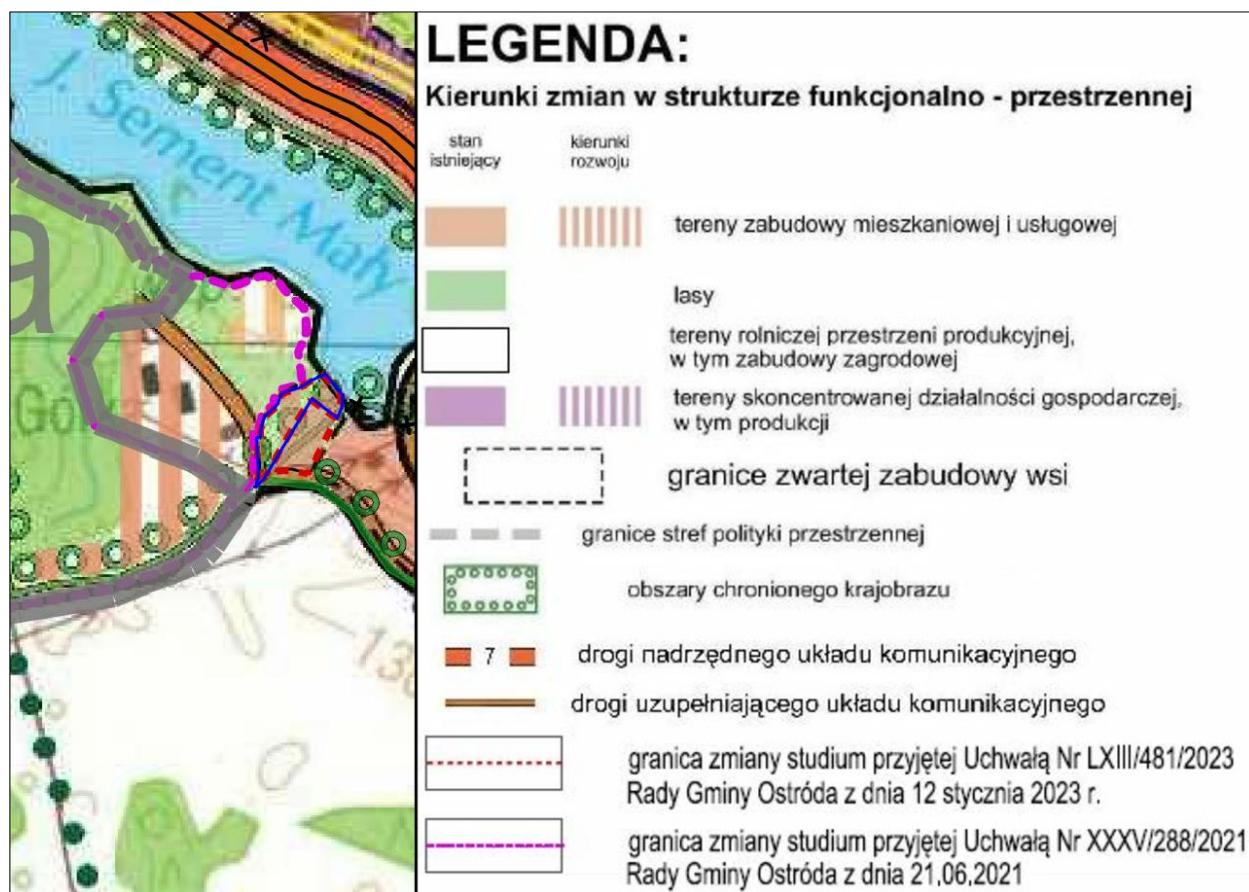 J. Sement Mały
a
Gó
130
LEGENDA:
Kierunki zmian w strukturze funkcjonalno - przestrzennej
stan
istniejący
kierunki
rozwoju
tereny zabudowy mieszkaniowej i usługowej
lasy
tereny rolniczej przestrzeni produkcyjnej,
w tym zabudowy zagrodowej
tereny skoncentrowanej działalności gospodarczej,
w tym produkcji
granice zwartej zabudowy wsi
granice stref polityki przestrzennej
obszary chronionego krajobrazu
7
drogi nadrzędnego układu komunikacyjnego
drogi uzupełniającego układu komunikacyjnego
granica zmiany studium przyjętej Uchwałą Nr LXIII/481/2023
Rady Gminy Ostróda z dnia 12 stycznia 2023 r.
granica zmiany studium przyjętej Uchwałą Nr XXXV/288/2021
Rady Gminy Ostróda z dnia 21,06,2021